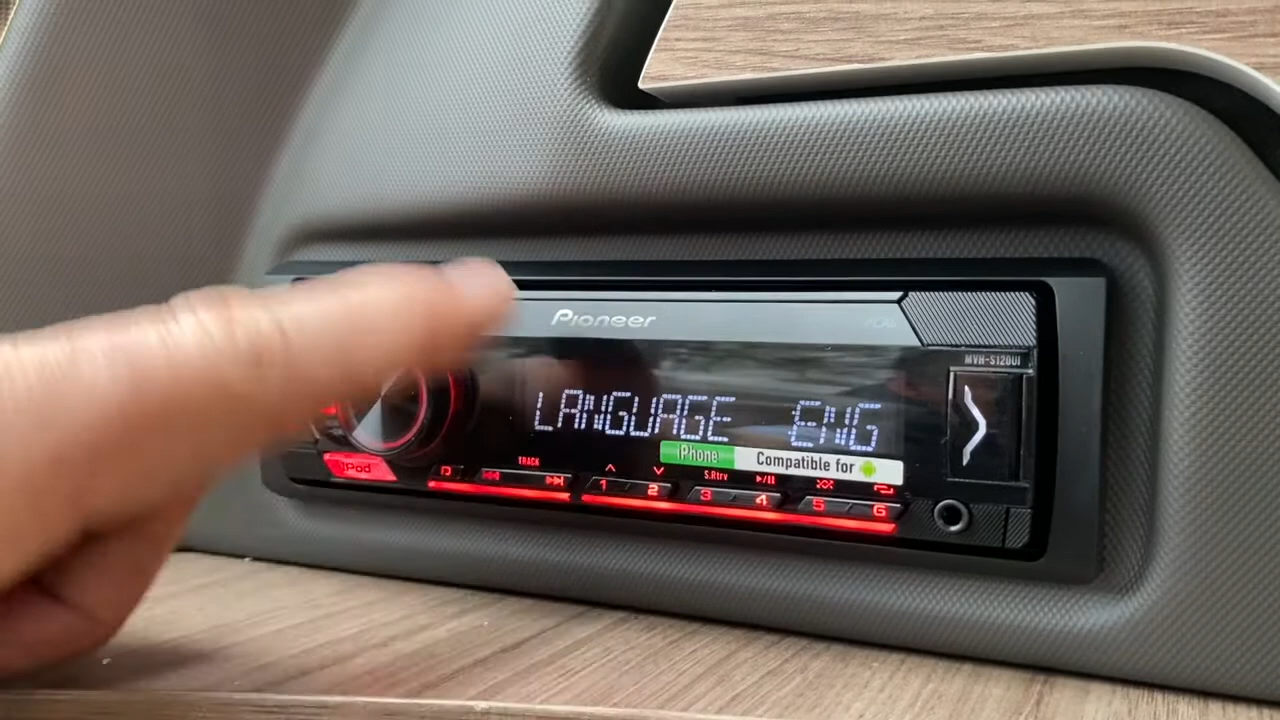 Pioneer
MVH-S120UI
LANGUAGE ENG
iPhone Compatible for
iPod
TRACK
S.Rtrv
1 2 3 4 5 6